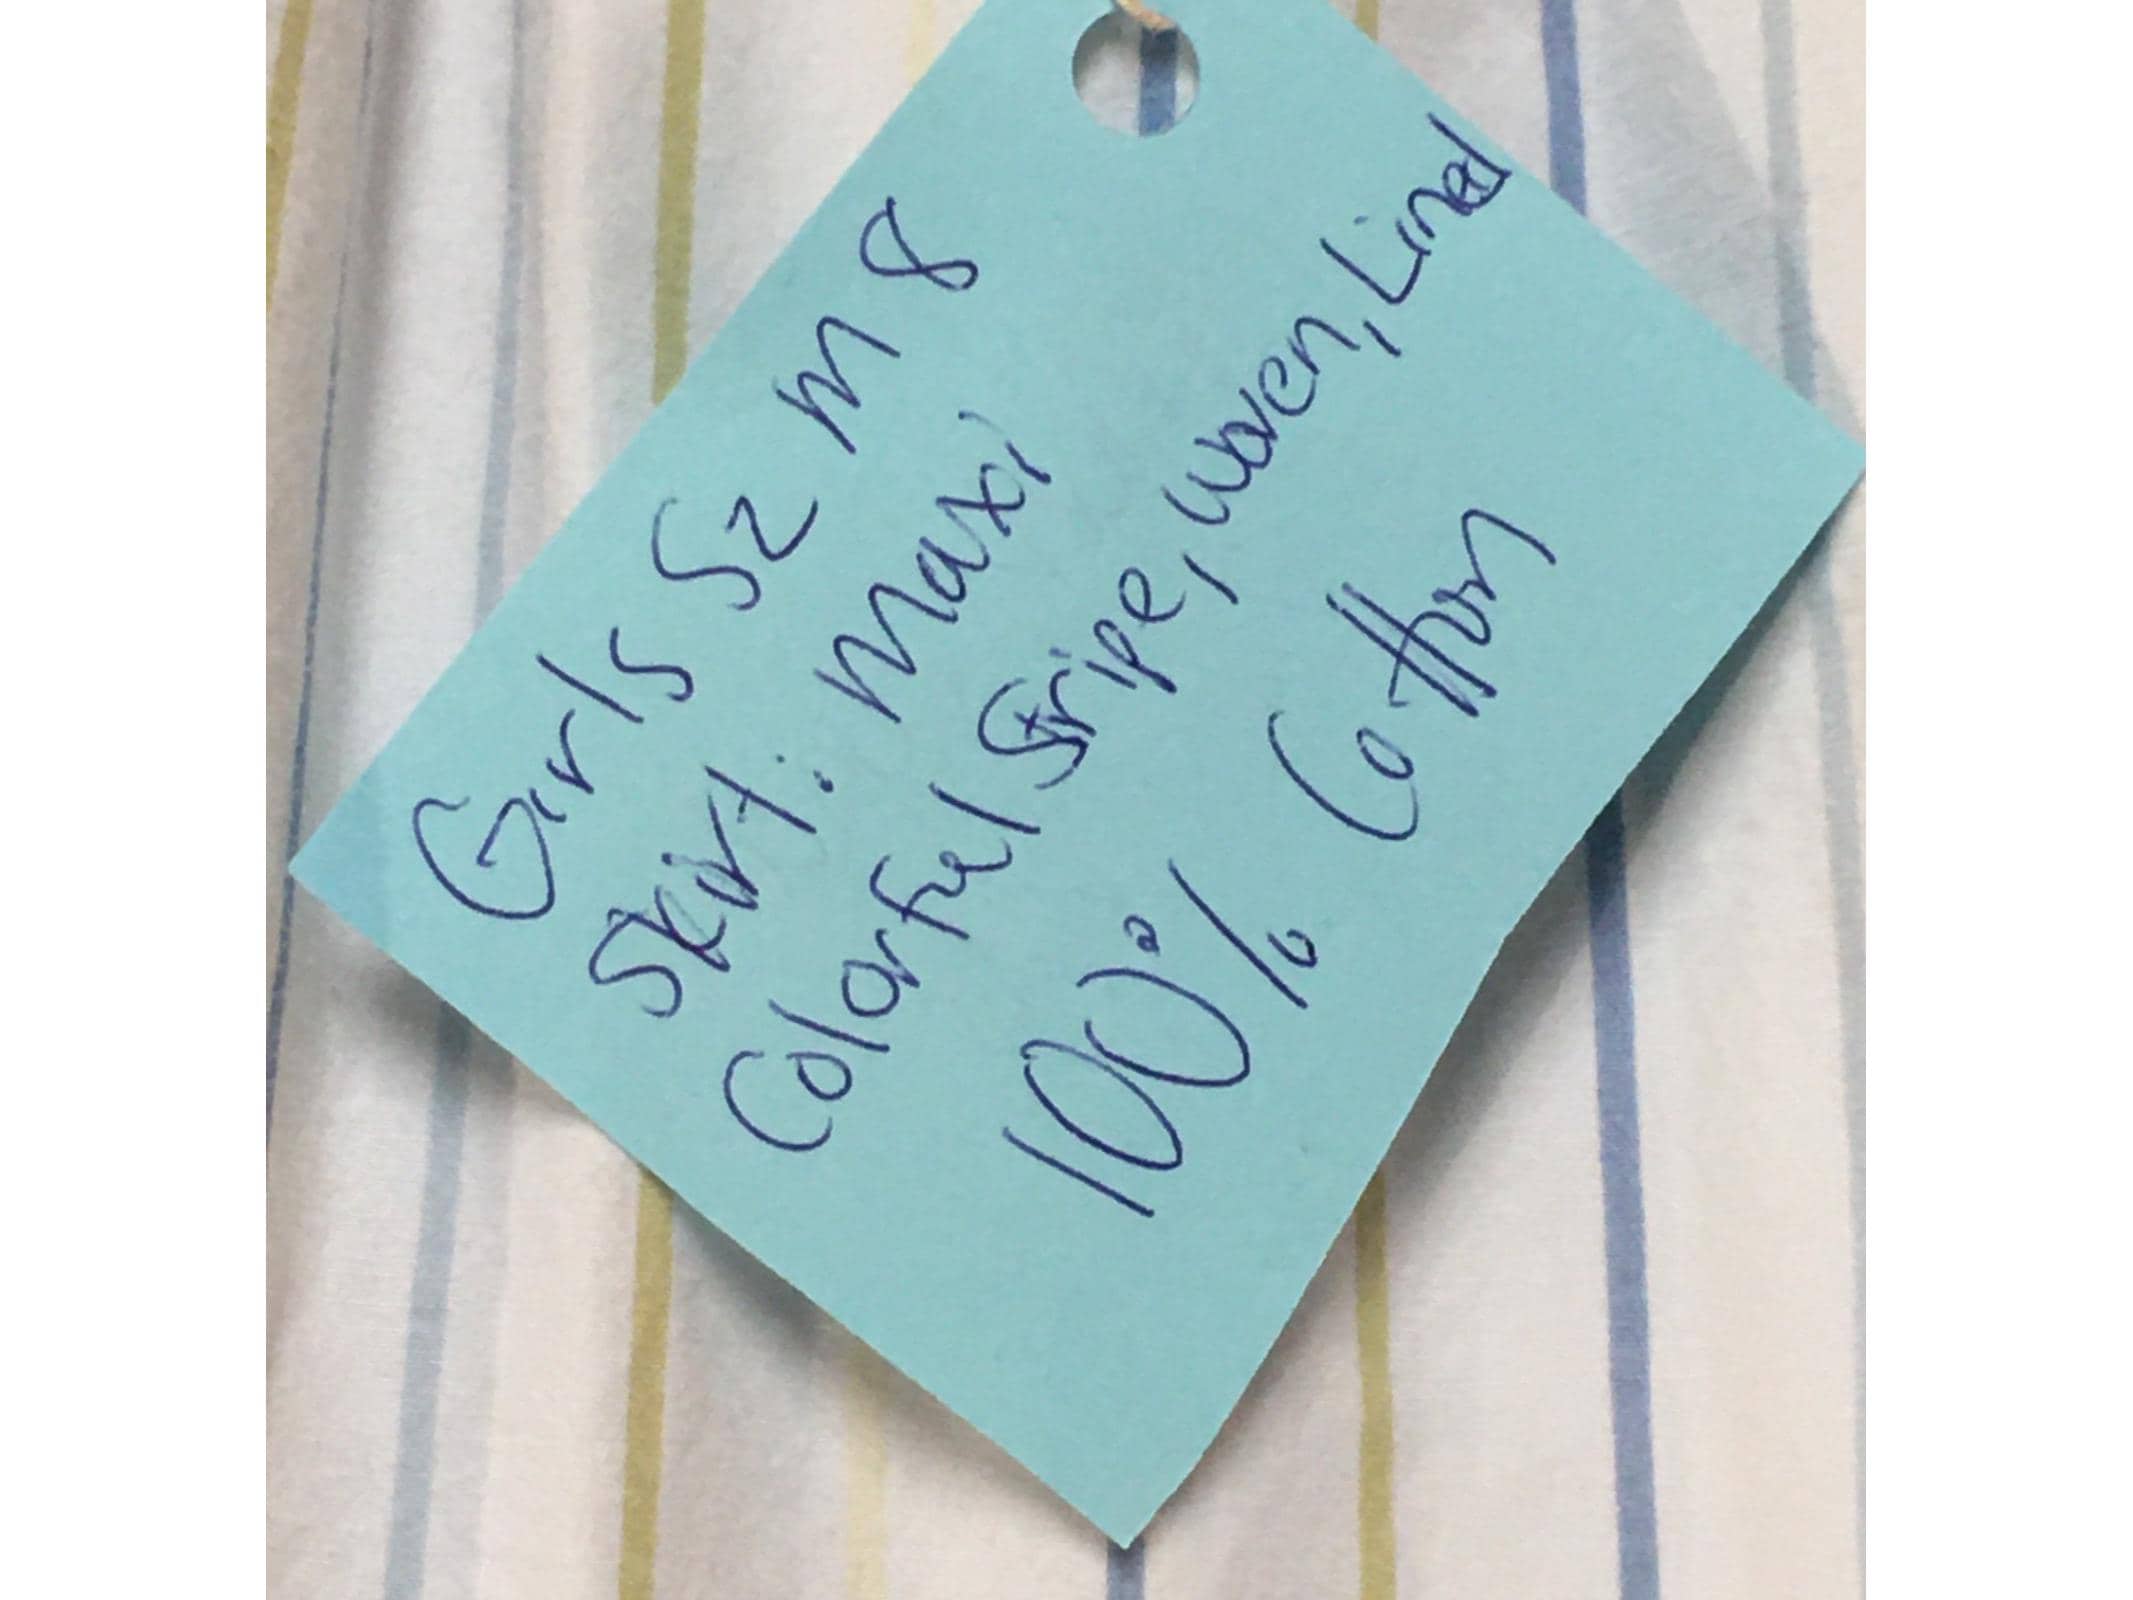 Girls Sz M 8
Skirt: Maxi
Colorful Stripe, Woven, Lined
100% Cotton